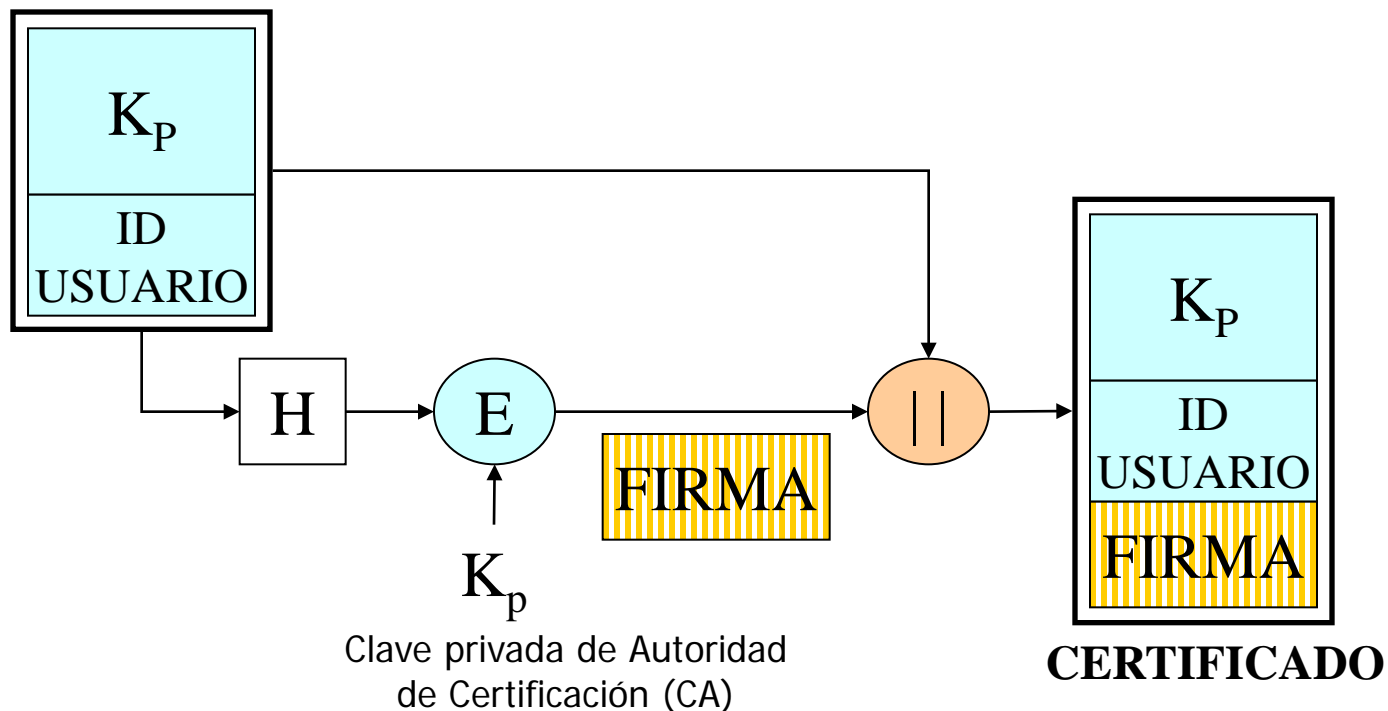 K_P
ID
USUARIO
H
E
||
FIRMA
K_p
Clave privada de Autoridad
de Certificación (CA)
K_P
ID
USUARIO
FIRMA
CERTIFICADO